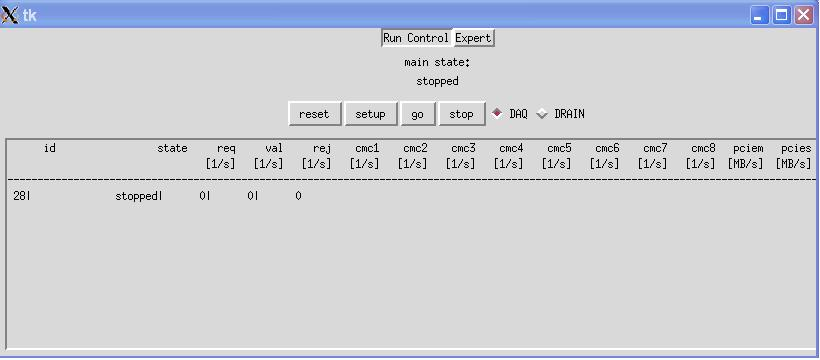 tk
Run Control Expert
main state:
stopped
reset setup go stop DAQ DRAIN
id state req val rej cmc1 cmc2 cmc3 cmc4 cmc5 cmc6 cmc7 cmc8 pciem pcies
[1/s] [1/s] [1/s] [1/s] [1/s] [1/s] [1/s] [1/s] [1/s] [1/s] [1/s] [MB/s] [MB/s]
28| stopped| 0| 0| 0